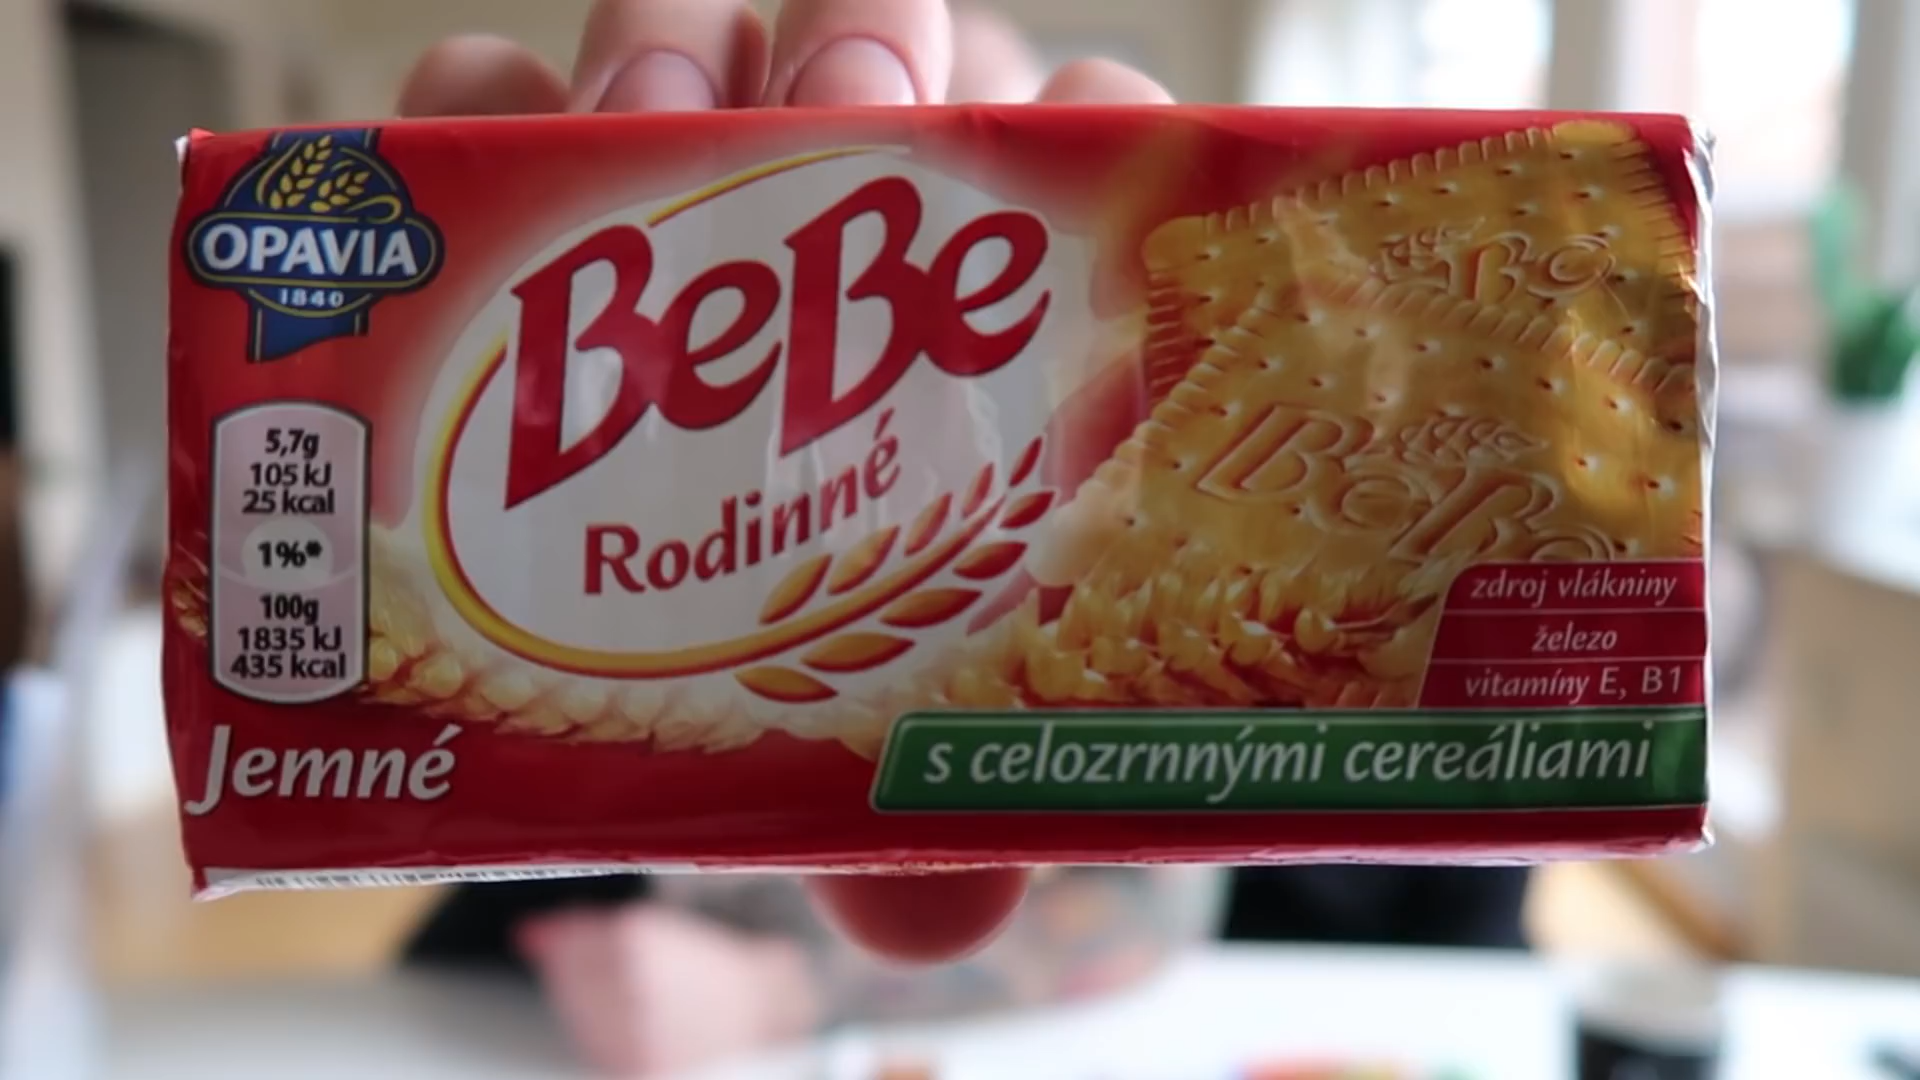 OPAVIA
1840
BeBe
Rodinné
5,7g
105 kJ
25 kcal
1%*
100g
1835 kJ
435 kcal
Jemné
BeBe
zdroj vlákniny
železo
vitamíny E, B1
s celozrnnými cereáliami